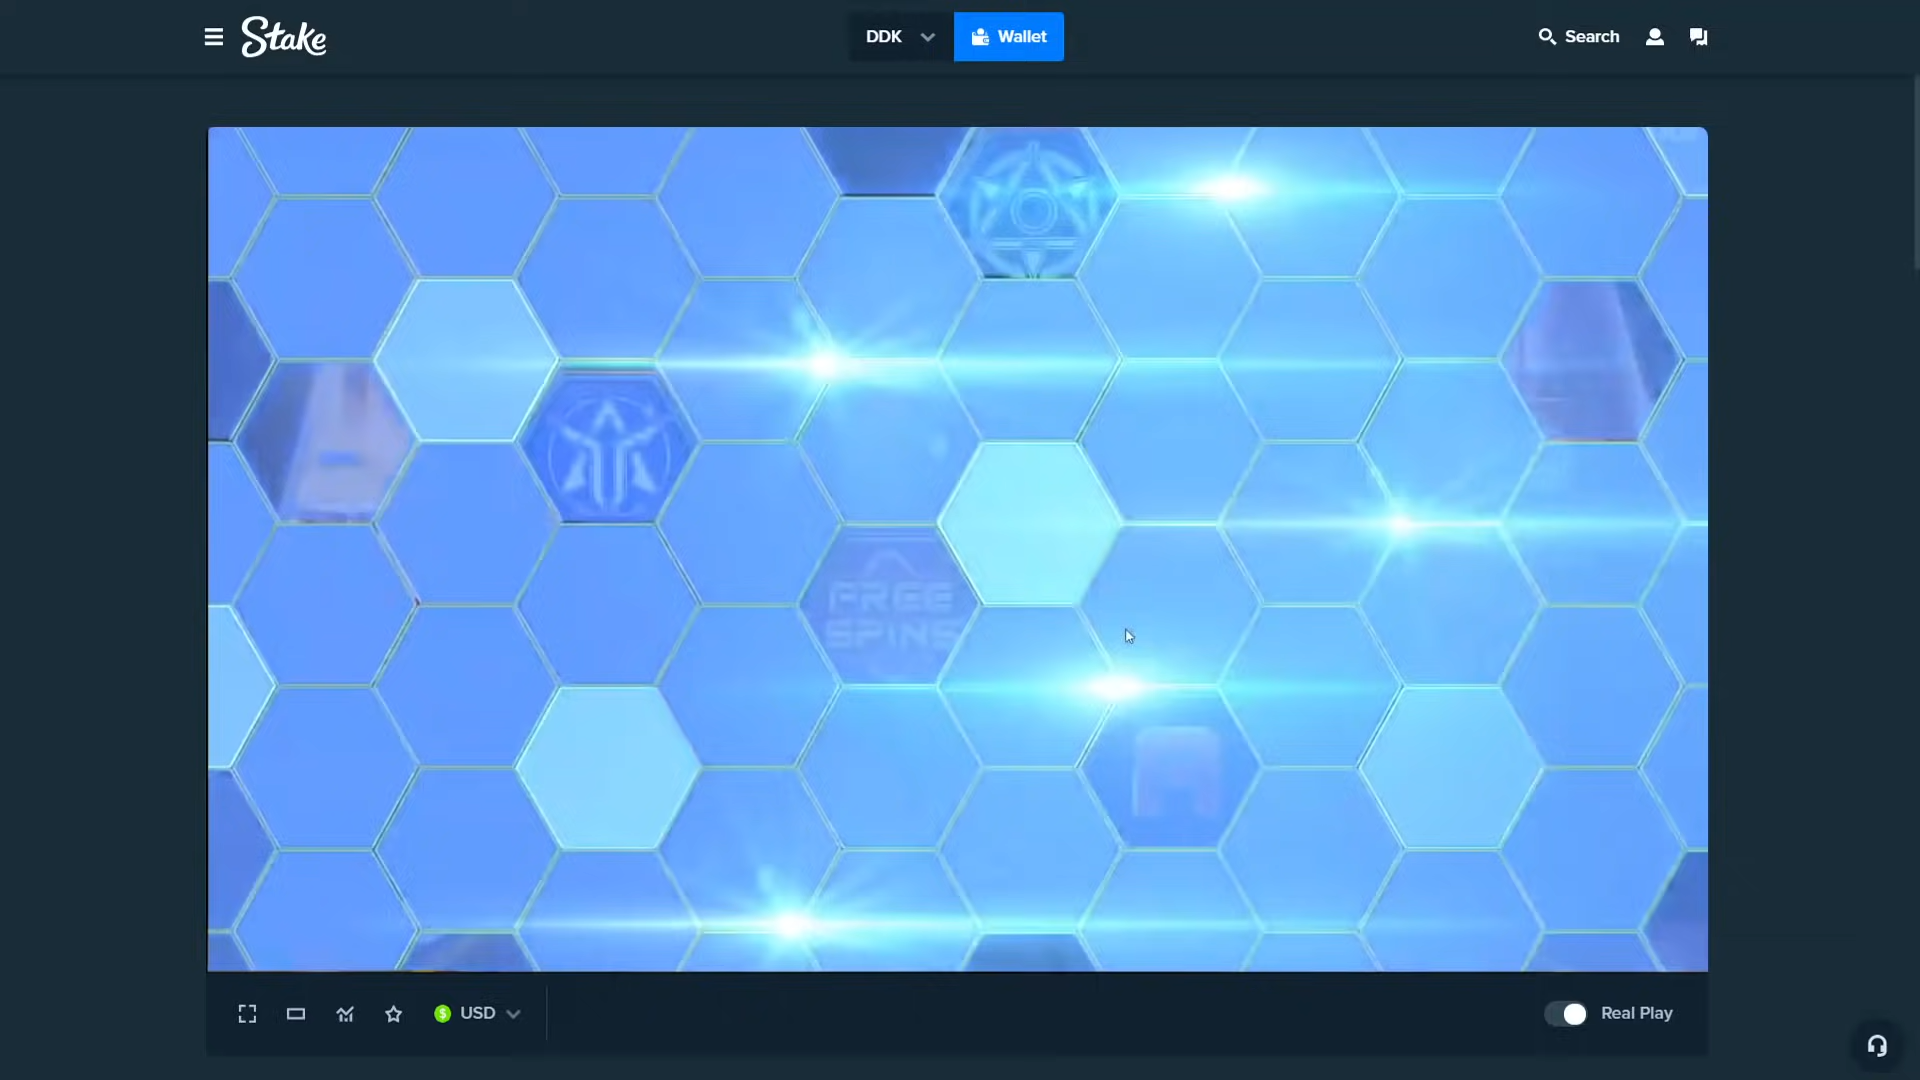 Stake
DDK
Wallet
Search
FREE
SPINS
$ USD
Real Play